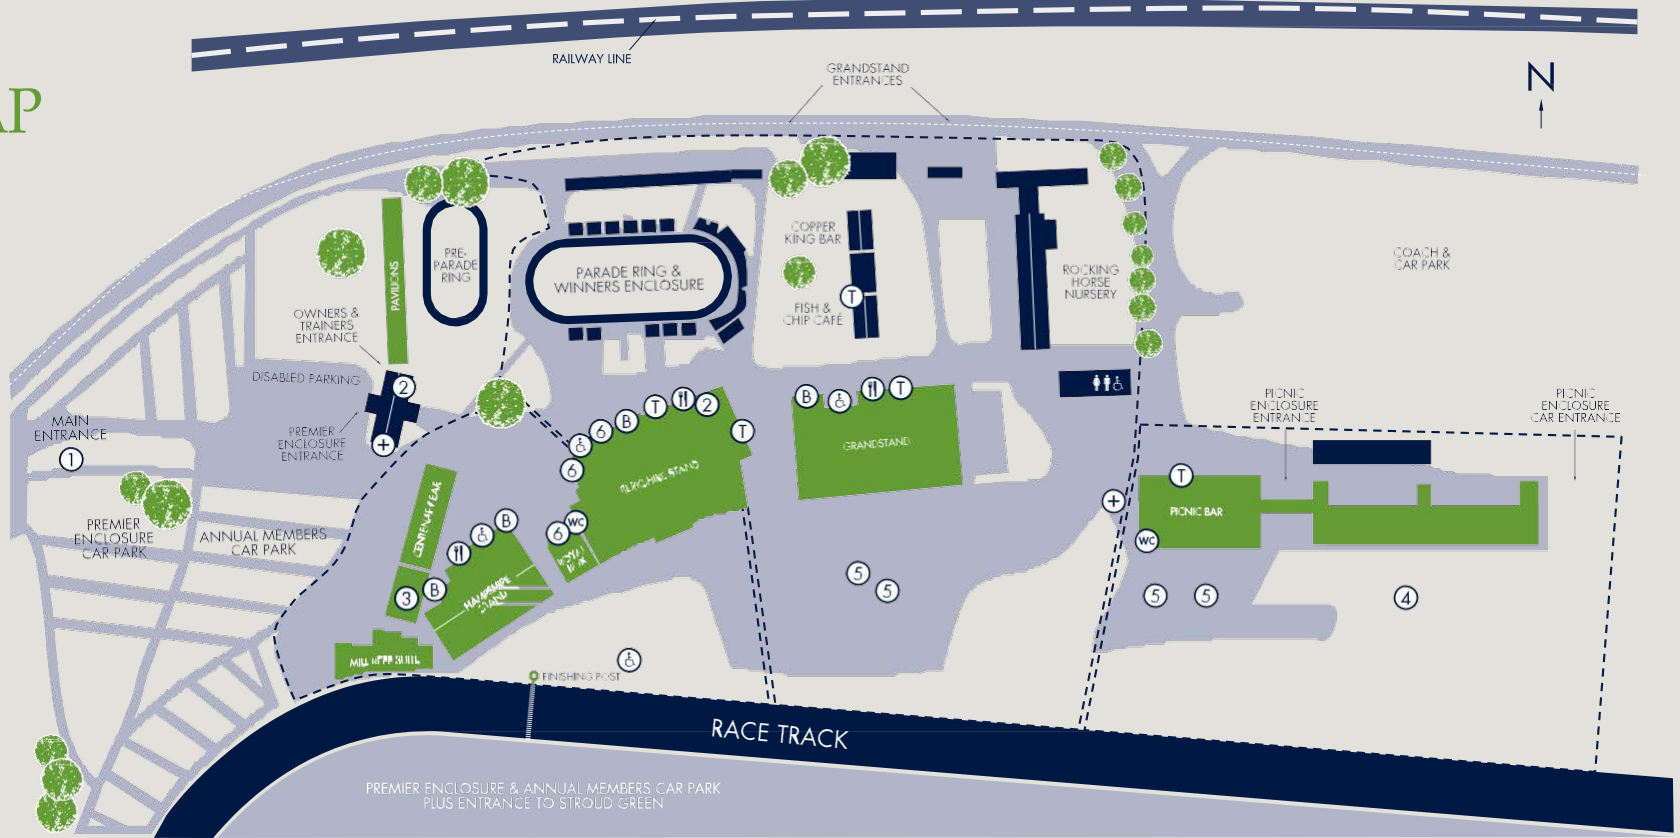 AP
RAILWAY LINE
GRANDSTAND
ENTRANCES
N
COPPER
KING BAR
PRE-
PARADE
RING
PARADE RING &
WINNERS ENCLOSURE
PAVILIONS
ROCKING
HORSE
NURSERY
COACH &
CAR PARK
T
FISH &
CHIP CAFÉ
OWNERS &
TRAINERS
ENTRANCE
DISABLED PARKING
2
PREMIER
ENCLOSURE
ENTRANCE
MAIN
ENTRANCE
1
6
B
T
2
T
6
B
T
GRANDSTAND
PICNIC
ENCLOSURE
ENTRANCE
PICNIC
ENCLOSURE
CAR ENTRANCE
T
PICNIC BAR
WC
PREMIER
ENCLOSURE
CAR PARK
ANNUAL MEMBERS
CAR PARK
B
6
WC
B
3
HAMPSHIRE
STAND
5
5
5
5
4
FINISHING POST
RACE TRACK
PREMIER ENCLOSURE & ANNUAL MEMBERS CAR PARK
PLUS ENTRANCE TO STROUD GREEN